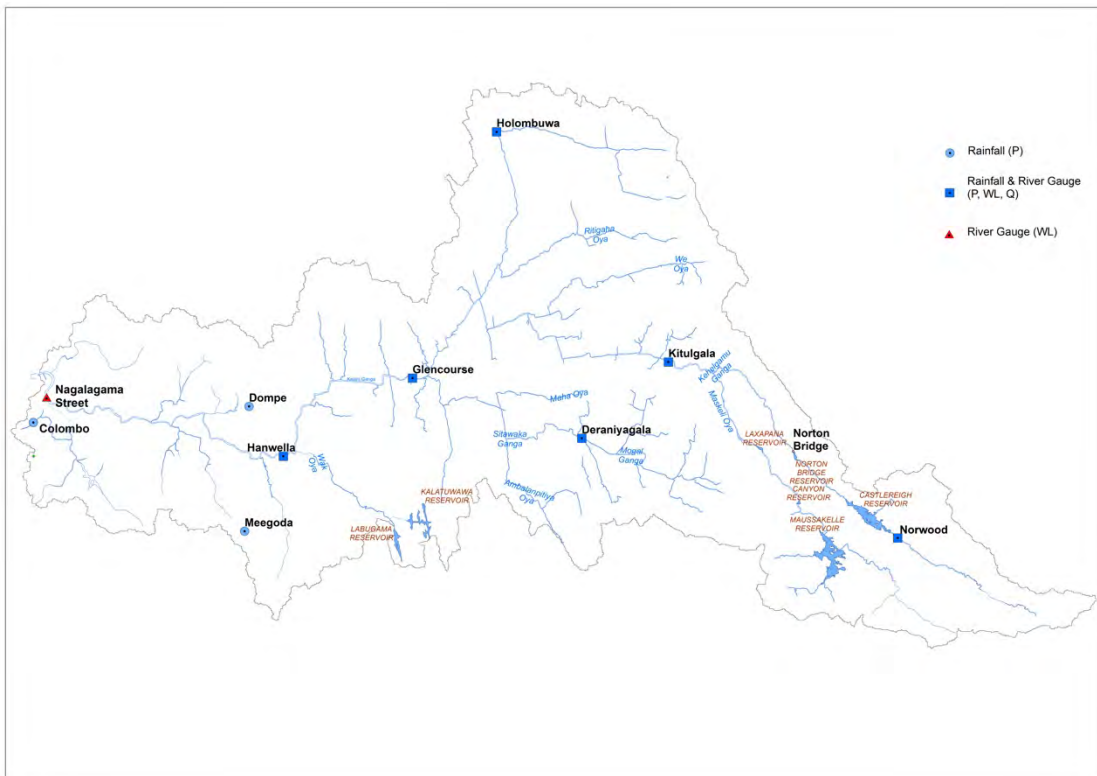 Holombuwa
Rainfall (P)
Rainfall & River Gauge
(P, WL, Q)
River Gauge (WL)
Ritigaha
Oya
We
Oya
Kitulgala
Kehelgamu
Ganga
Glencourse
Nagalagama
Street
Dompe
Maha Oya
Maskeli Oya
Colombo
Hanwella
Sitawaka
Ganga
Deraniyagala
Magal
Ganga
LAXAPANA
RESERVOIR
Norton
Bridge
Wak
Oya
NORTON
BRIDGE
RESERVOIR
CANYON
RESERVOIR
KALATUWAWA
RESERVOIR
Ambalanpitiya
Oya
CASTLEREIGH
RESERVOIR
Meegoda
LABUGAMA
RESERVOIR
MAUSSAKELLE
RESERVOIR
Norwood